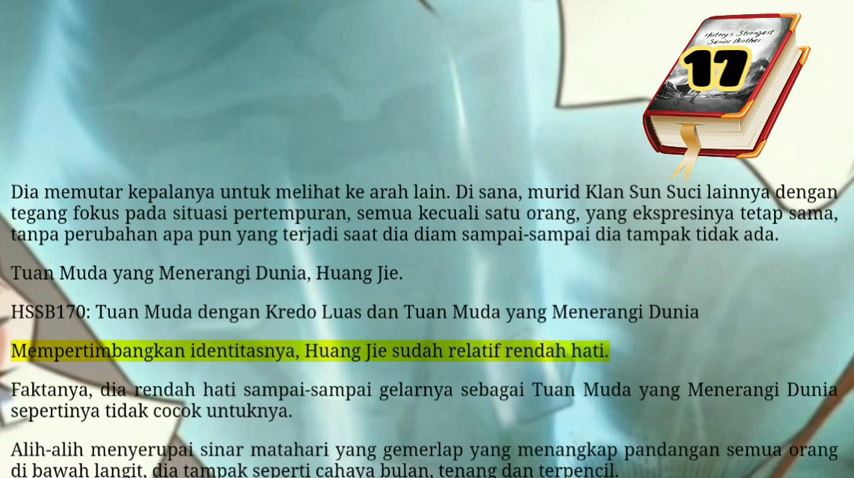 History's Strongest
Senior Brother
17
Dia memutar kepalanya untuk melihat ke arah lain. Di sana, murid Klan Sun Suci lainnya dengan
tegang fokus pada situasi pertempuran, semua kecuali satu orang, yang ekspresinya tetap sama,
tanpa perubahan apa pun yang terjadi saat dia diam sampai-sampai dia tampak tidak ada.
Tuan Muda yang Menerangi Dunia, Huang Jie.
HSSB170: Tuan Muda dengan Kredo Luas dan Tuan Muda yang Menerangi Dunia
Mempertimbangkan identitasnya, Huang Jie sudah relatif rendah hati.
Faktanya, dia rendah hati sampai-sampai gelarnya sebagai Tuan Muda yang Menerangi Dunia
sepertinya tidak cocok untuknya.
Alih-alih menyerupai sinar matahari yang gemerlap yang menangkap pandangan semua orang
di bawah langit, dia tampak seperti cahaya bulan, tenang dan terpencil.